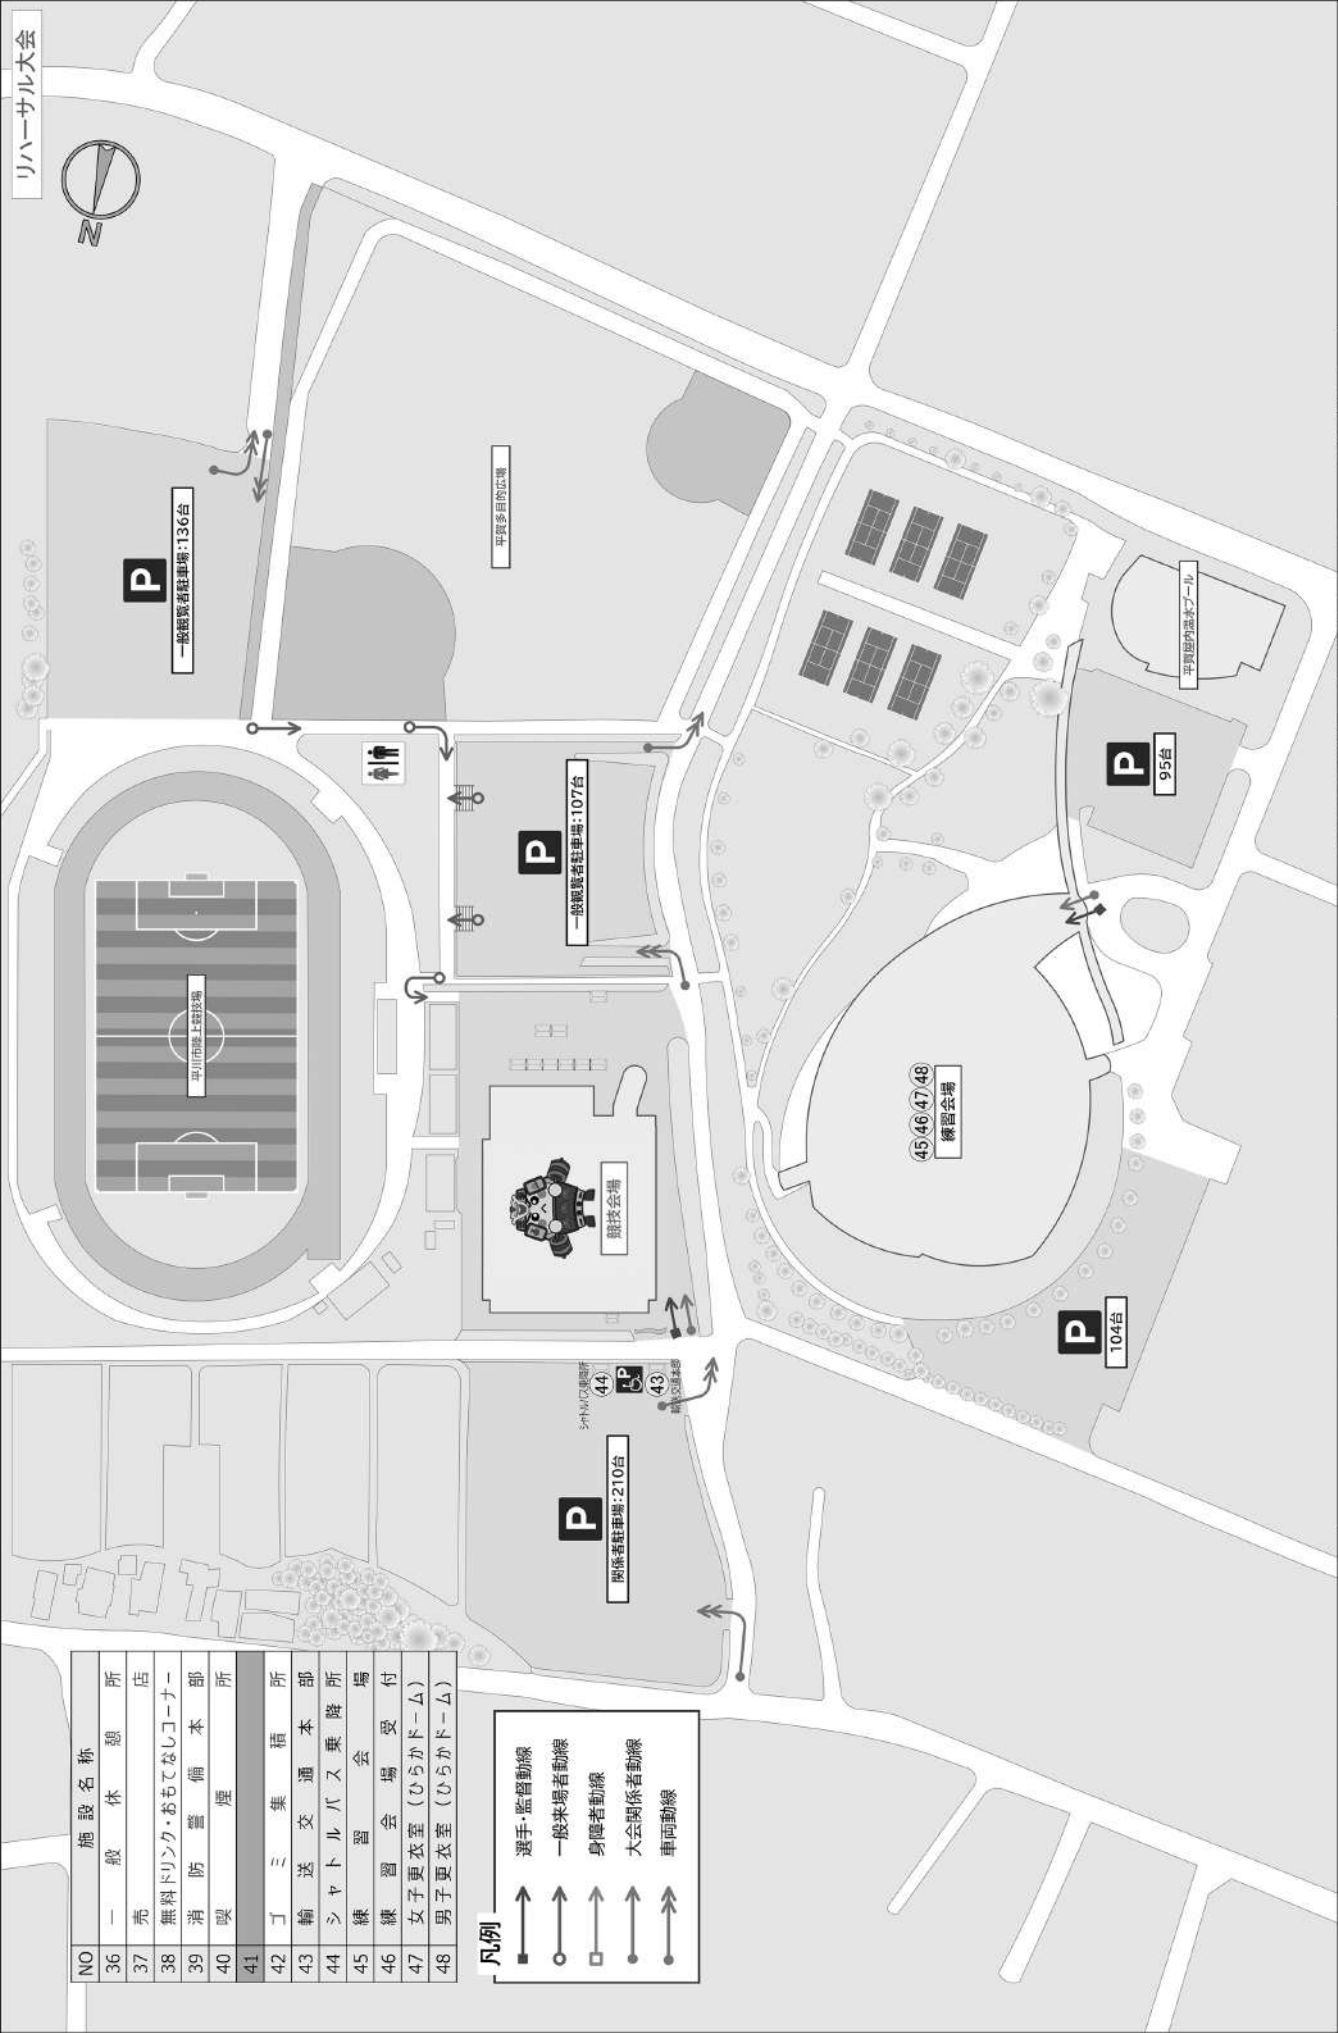 リハーサル大会
N
P
一般観覧者駐車場：136台
平賀多目的広場
平川市陸上競技場
P
一般観覧者駐車場：107台
競技会場
シャトルバス乗降所
44
P
43
輸送交通本部
P
関係者駐車場：210台
45 46 47 48
練習会場
平賀屋内温水プール
P
95台
P
104台
NO 施設名称
36 一般休憩所
37 売店
38 無料ドリンク・おもてなしコーナー
39 消防警備本部
40 喫煙所
41
42 ゴミ集積所
43 輸送交通本部
44 シャトルバス乗降所
45 練習会場
46 練習会場受付
47 女子更衣室（ひらかドーム）
48 男子更衣室（ひらかドーム）
凡例
選手・監督動線
一般来場者動線
身障者動線
大会関係者動線
車両動線